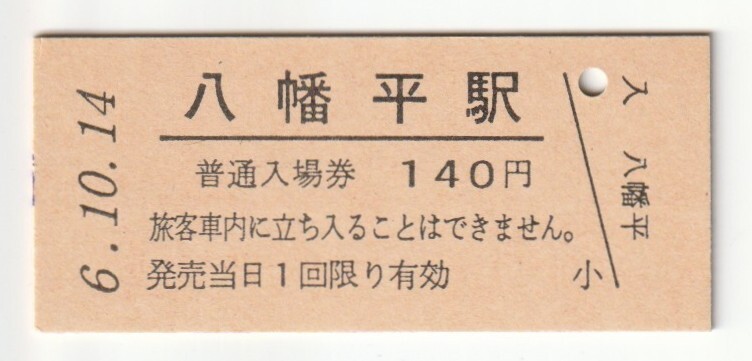 八幡平駅
普通入場券 140円
旅客車内に立ち入ることはできません。
発売当日1回限り有効
小
6.10.14
入 八幡平